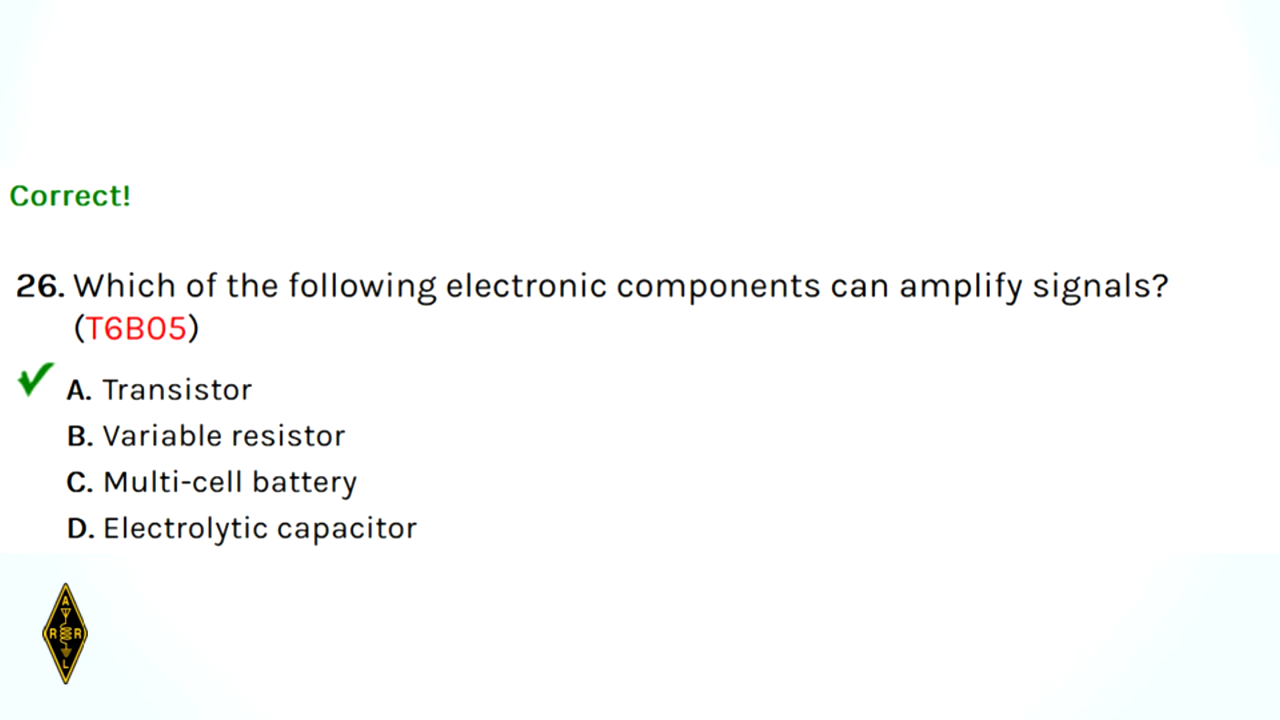 Correct!
26. Which of the following electronic components can amplify signals?
(T6B05)
A. Transistor
B. Variable resistor
C. Multi-cell battery
D. Electrolytic capacitor
A
R R
L